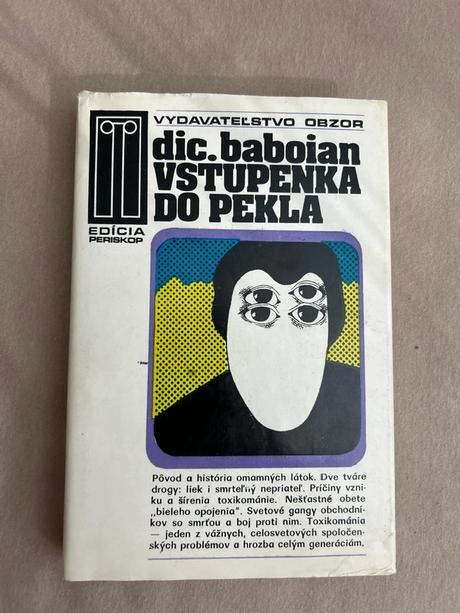 VYDAVATEĽSTVO OBZOR
dic. baboian
VSTUPENKA
DO PEKLA
EDÍCIA
PERISKOP
Pôvod a história omamných látok. Dve tváre
drogy: liek i smrteľný nepriateľ. Príčiny vzni-
ku a šírenia toxikománie. Nešťastné obete
„bieleho opojenia“. Svetové gangy obchodní-
kov so smrťou a boj proti nim. Toxikománia
— jeden z vážnych, celosvetových spoločen-
ských problémov a hrozba celým generáciám.